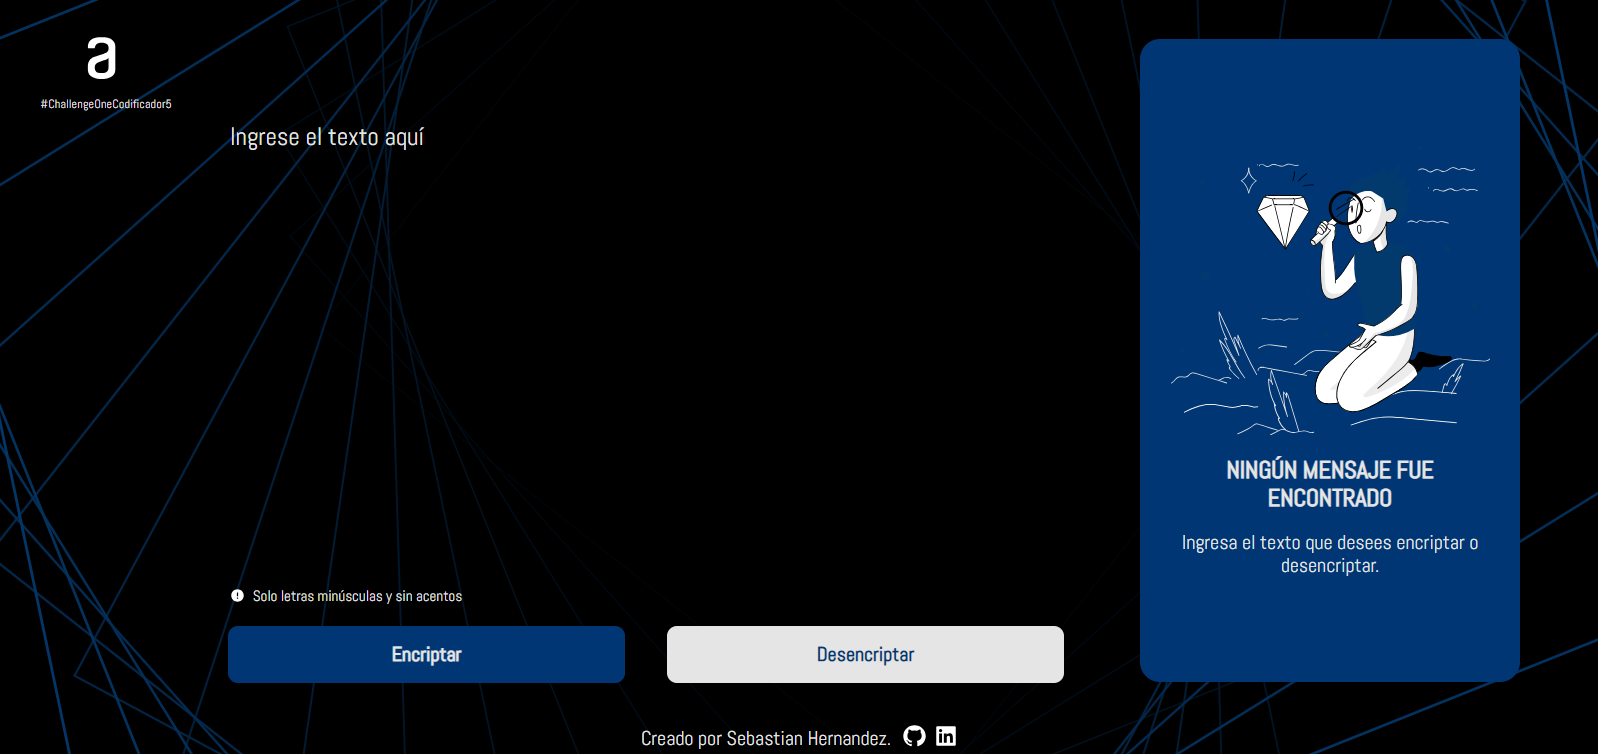 a
#ChallengeOneCodificador5
Ingrese el texto aquí
Solo letras minúsculas y sin acentos
Encriptar
Desencriptar
NINGÚN MENSAJE FUE
ENCONTRADO
Ingresa el texto que desees encriptar o
desencriptar.
Creado por Sebastian Hernandez.